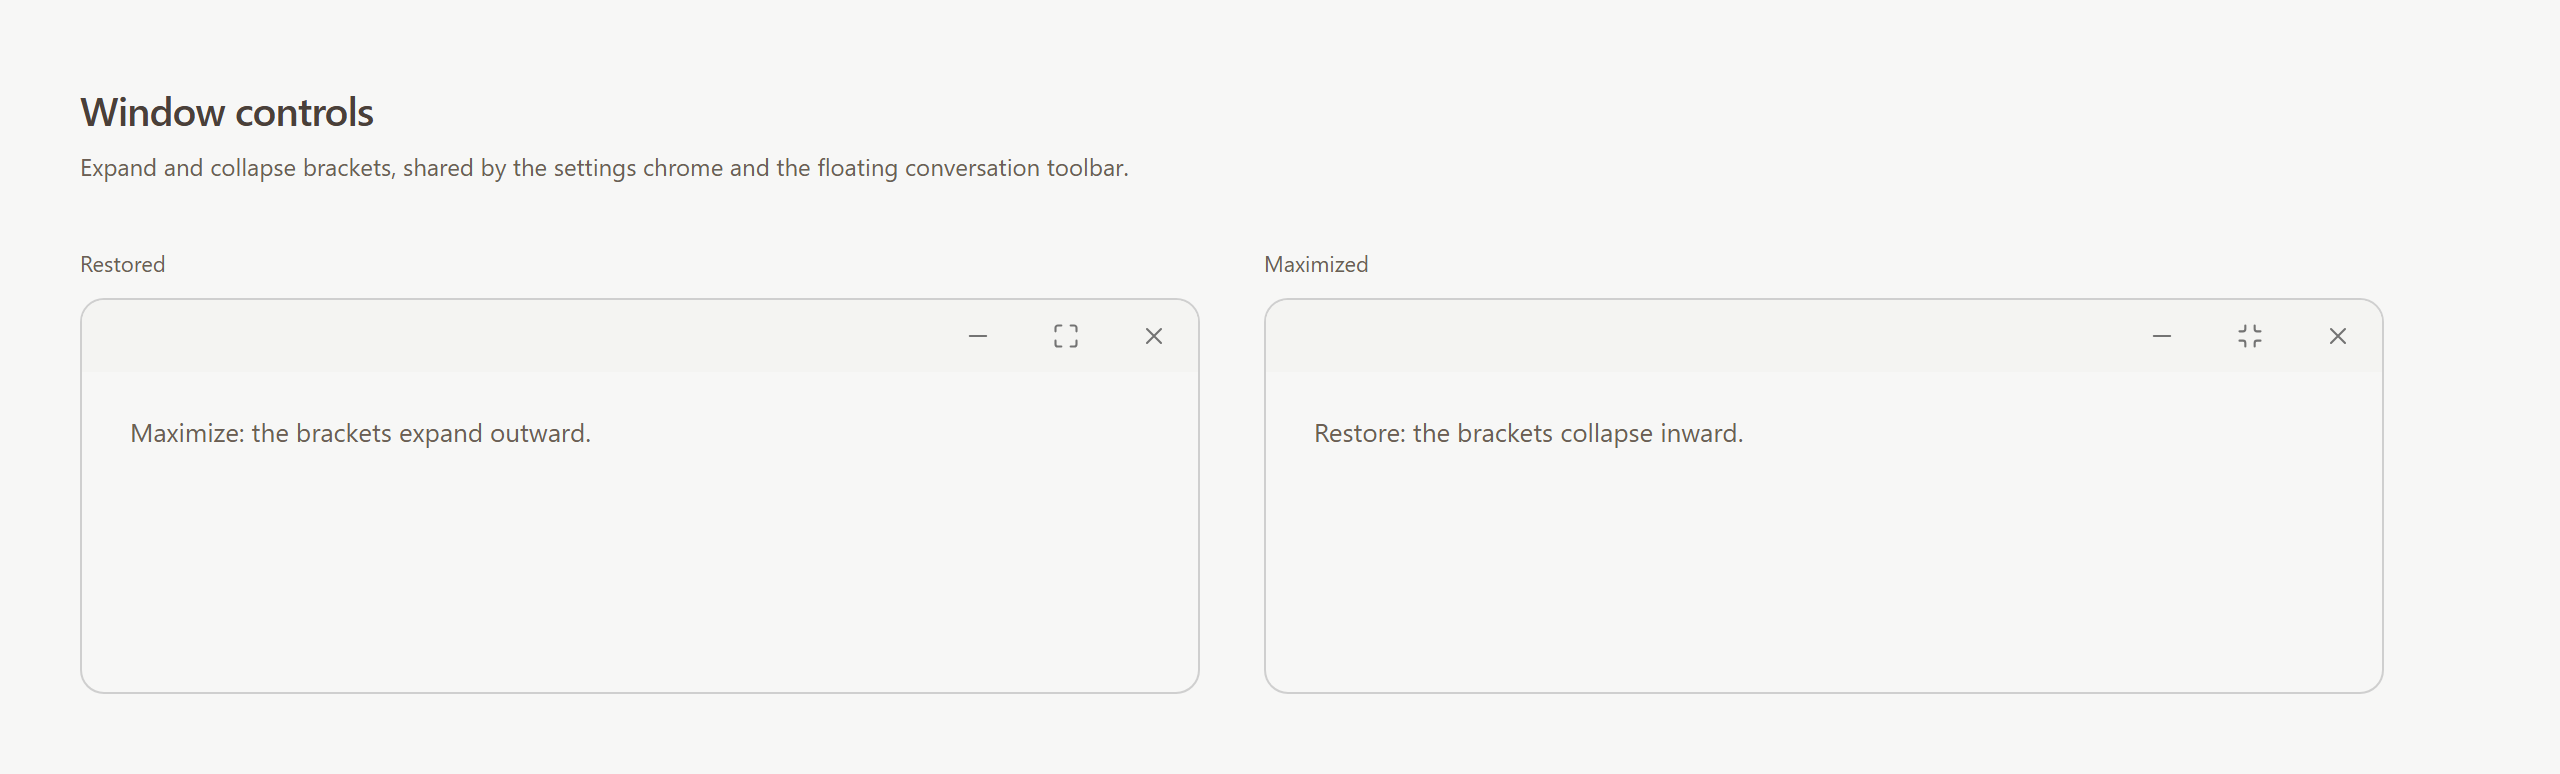 Window controls
Expand and collapse brackets, shared by the settings chrome and the floating conversation toolbar.
Restored
Maximized
Maximize: the brackets expand outward.
Restore: the brackets collapse inward.